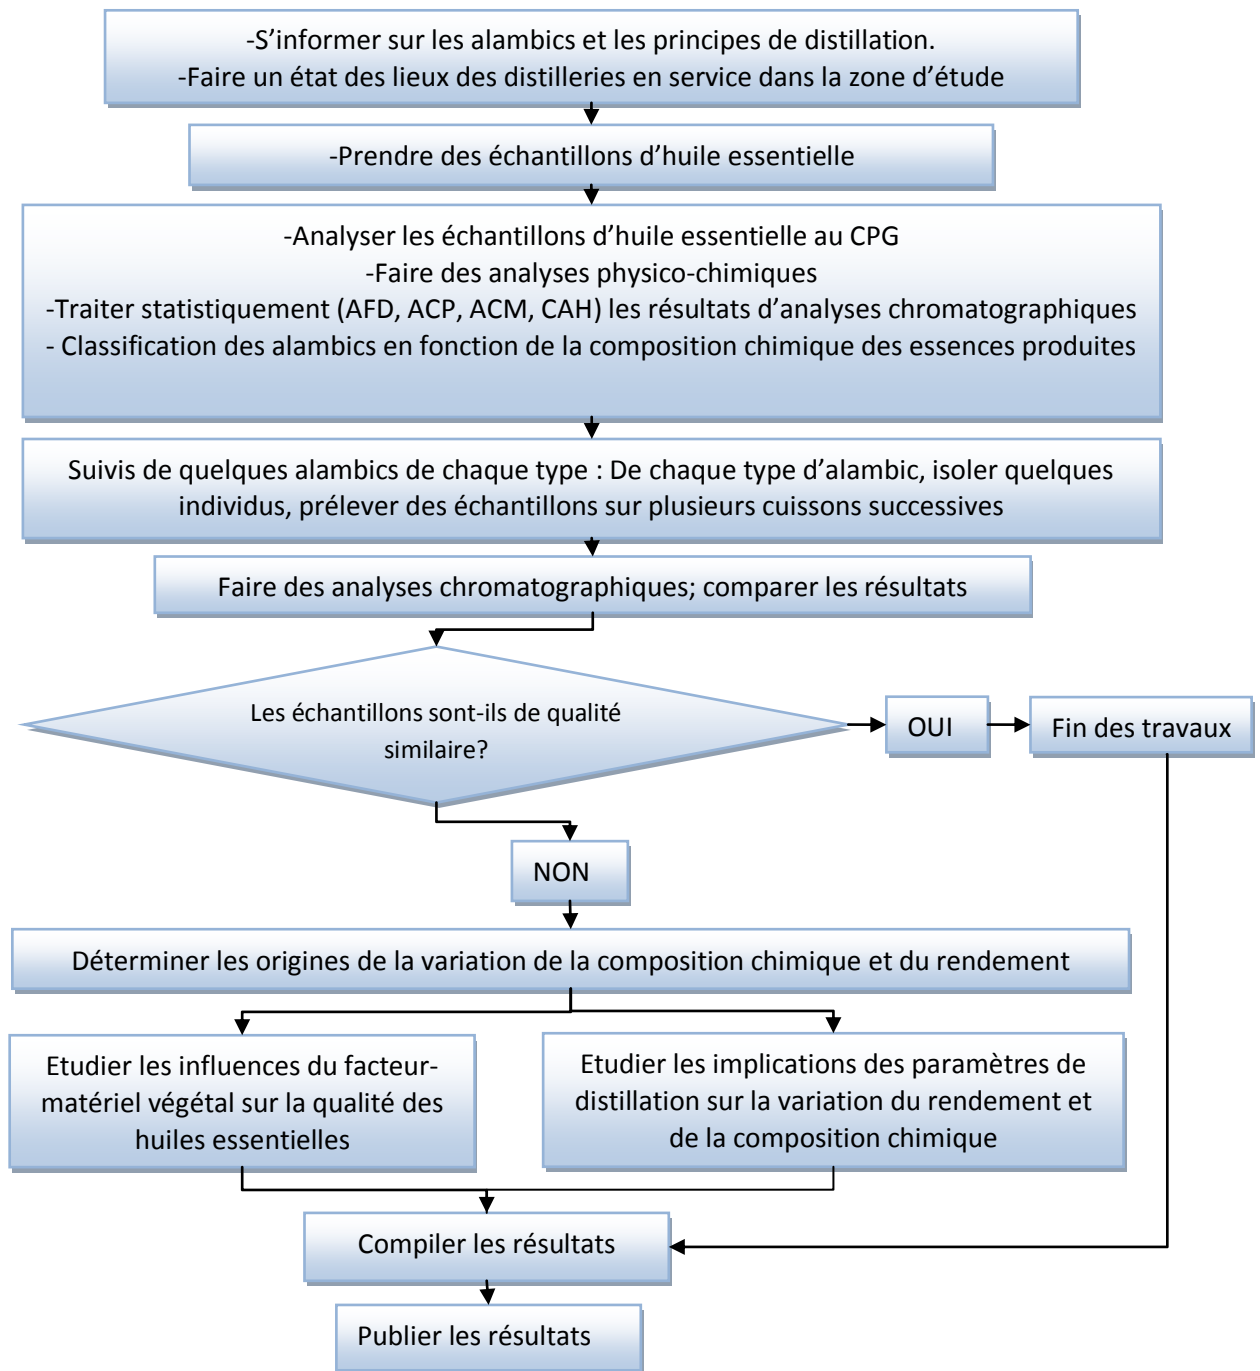 -S’informer sur les alambics et les principes de distillation.
-Faire un état des lieux des distilleries en service dans la zone d’étude
-Prendre des échantillons d’huile essentielle
-Analyser les échantillons d’huile essentielle au CPG
-Faire des analyses physico-chimiques
-Traiter statistiquement (AFD, ACP, ACM, CAH) les résultats d’analyses chromatographiques
- Classification des alambics en fonction de la composition chimique des essences produites
Suivis de quelques alambics de chaque type : De chaque type d’alambic, isoler quelques
individus, prélever des échantillons sur plusieurs cuissons successives
Faire des analyses chromatographiques; comparer les résultats
Les échantillons sont-ils de qualité
similaire?
OUI
Fin des travaux
NON
Déterminer les origines de la variation de la composition chimique et du rendement
Etudier les influences du facteur-
matériel végétal sur la qualité des
huiles essentielles
Etudier les implications des paramètres de
distillation sur la variation du rendement et
de la composition chimique
Compiler les résultats
Publier les résultats